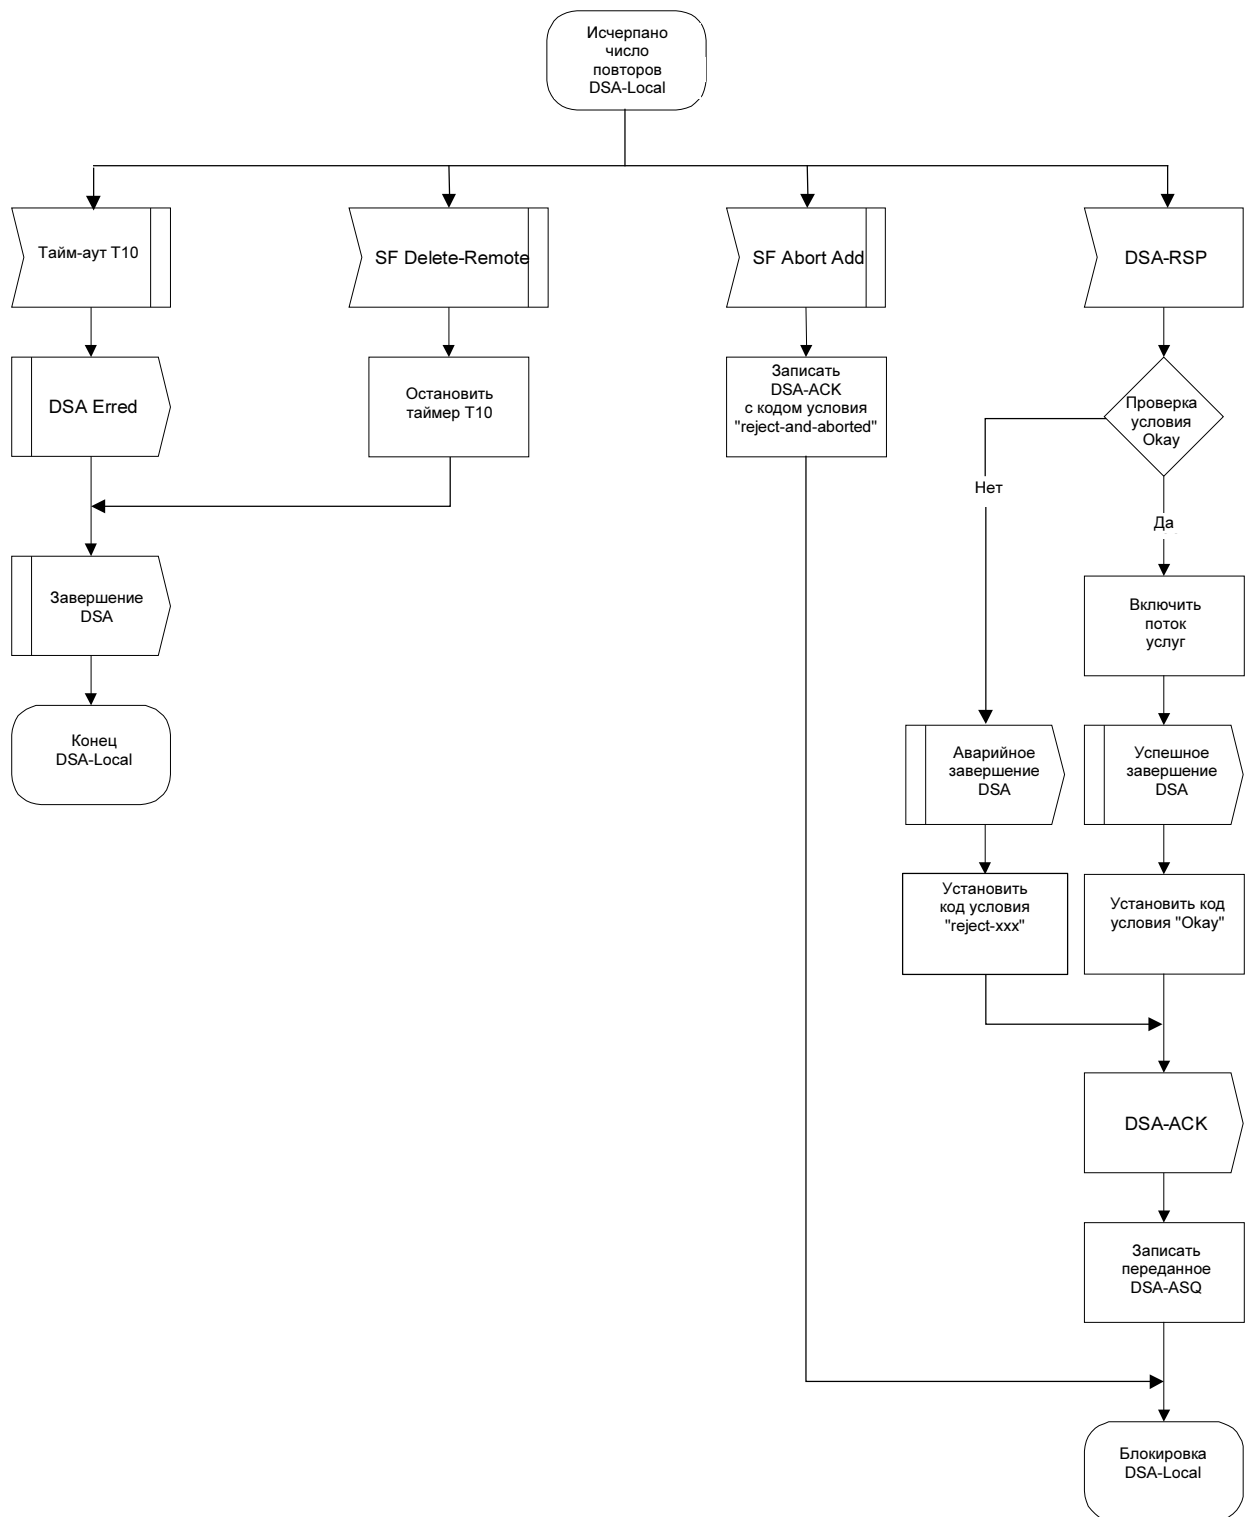 Исчерпано
число
повторов
DSA-Local
Тайм-аут T10
SF Delete-Remote
SF Abort Add
DSA-RSP
DSA Erred
Остановить
таймер T10
Записать
DSA-ACK
с кодом условия
"reject-and-aborted"
Проверка
условия
Okay
Нет
Да
Завершение
DSA
Включить
поток
услуг
Конец
DSA-Local
Аварийное
завершение
DSA
Успешное
завершение
DSA
Установить
код условия
"reject-xxx"
Установить код
условия "Okay"
DSA-ACK
Записать
переданное
DSA-ASQ
Блокировка
DSA-Local